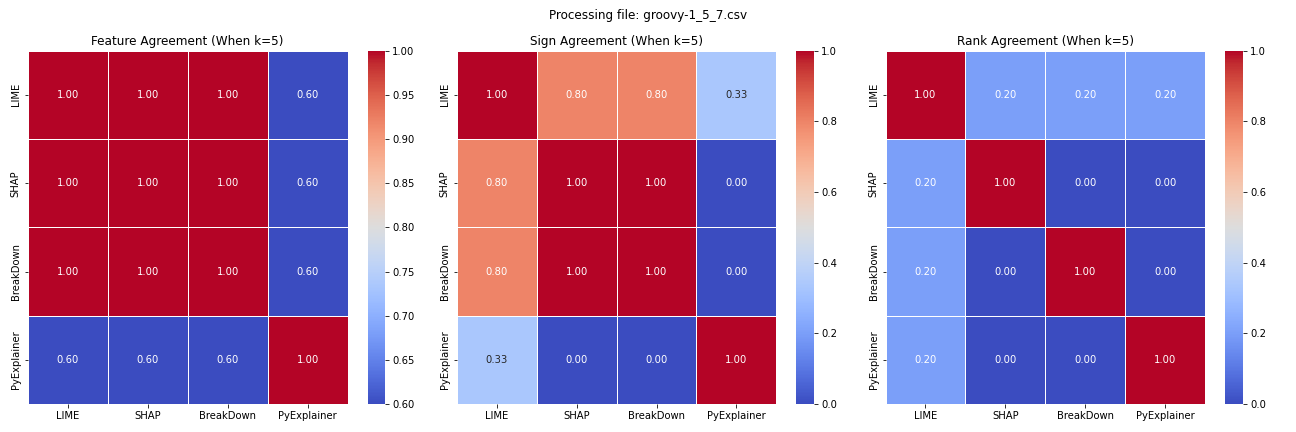 Processing file: groovy-1_5_7.csv
Feature Agreement (When k=5)
LIME
SHAP
BreakDown
PyExplainer
1.00 1.00 1.00 0.60
1.00 1.00 1.00 0.60
1.00 1.00 1.00 0.60
0.60 0.60 0.60 1.00
LIME SHAP BreakDown PyExplainer
1.00
0.95
0.90
0.85
0.80
0.75
0.70
0.65
0.60
Sign Agreement (When k=5)
LIME
SHAP
BreakDown
PyExplainer
1.00 0.80 0.80 0.33
0.80 1.00 1.00 0.00
0.80 1.00 1.00 0.00
0.33 0.00 0.00 1.00
LIME SHAP BreakDown PyExplainer
1.0
0.8
0.6
0.4
0.2
0.0
Rank Agreement (When k=5)
LIME
SHAP
BreakDown
PyExplainer
1.00 0.20 0.20 0.20
0.20 1.00 0.00 0.00
0.20 0.00 1.00 0.00
0.20 0.00 0.00 1.00
LIME SHAP BreakDown PyExplainer
1.0
0.8
0.6
0.4
0.2
0.0